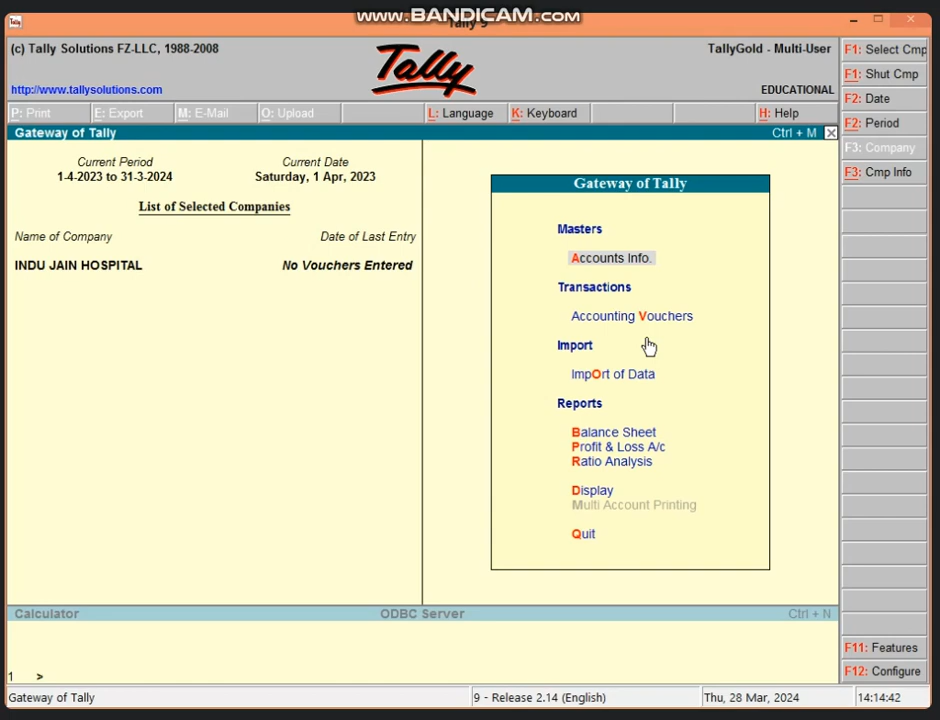 www.BANDICAM.com
Tally 9
(c) Tally Solutions FZ-LLC, 1988-2008
http://www.tallysolutions.com
Tally
TallyGold - Multi-User
EDUCATIONAL
P: Print
E: Export
M: E-Mail
O: Upload
L: Language
K: Keyboard
H: Help
Gateway of Tally
Ctrl + M
Current Period
1-4-2023 to 31-3-2024
Current Date
Saturday, 1 Apr, 2023
List of Selected Companies
Name of Company
Date of Last Entry
INDU JAIN HOSPITAL
No Vouchers Entered
Gateway of Tally
Masters
Accounts Info.
Transactions
Accounting Vouchers
Import
ImpOrt of Data
Reports
Balance Sheet
Profit & Loss A/c
Ratio Analysis
Display
Multi Account Printing
Quit
F1: Select Cmp
F1: Shut Cmp
F2: Date
F2: Period
F3: Company
F3: Cmp Info
F11: Features
F12: Configure
Calculator
ODBC Server
Ctrl + N
1 >
Gateway of Tally
9 - Release 2.14 (English)
Thu, 28 Mar, 2024
14:14:42